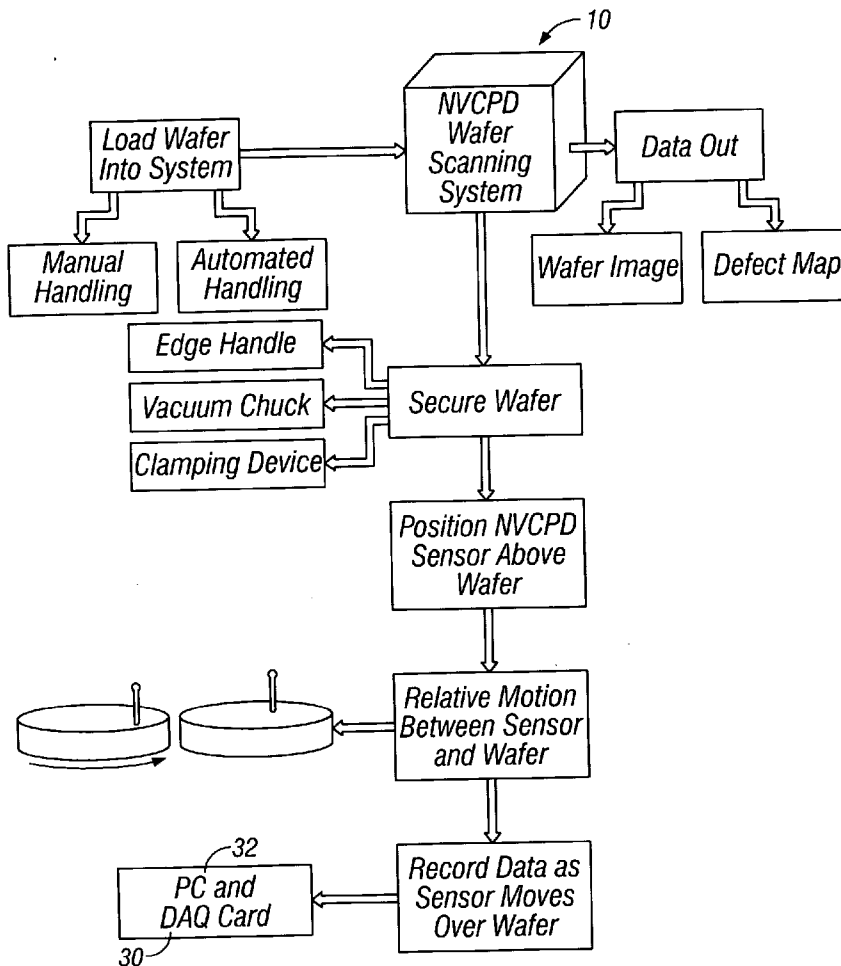 10
NVCPD
Wafer
Scanning
System
Load Wafer
Into System
Data Out
Manual
Handling
Automated
Handling
Wafer Image
Defect Map
Edge Handle
Vacuum Chuck
Clamping Device
Secure Wafer
Position NVCPD
Sensor Above
Wafer
Relative Motion
Between Sensor
and Wafer
32
PC and
DAQ Card
30
Record Data as
Sensor Moves
Over Wafer